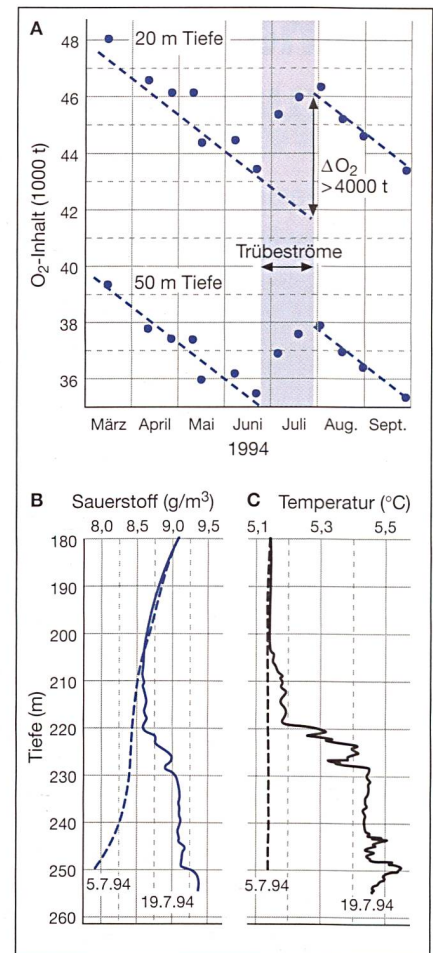 A
48
46
44
42
40
38
36
O₂-Inhalt (1000 t)
20 m Tiefe
ΔO₂
>4000 t
Trübeströme
50 m Tiefe
März April Mai Juni Juli Aug. Sept.
1994
B Sauerstoff (g/m³)
8,0 8,5 9,0 9,5
C Temperatur (°C)
5,1 5,3 5,5
Tiefe (m)
180
190
200
210
220
230
240
250
260
5.7.94
19.7.94
5.7.94
19.7.94